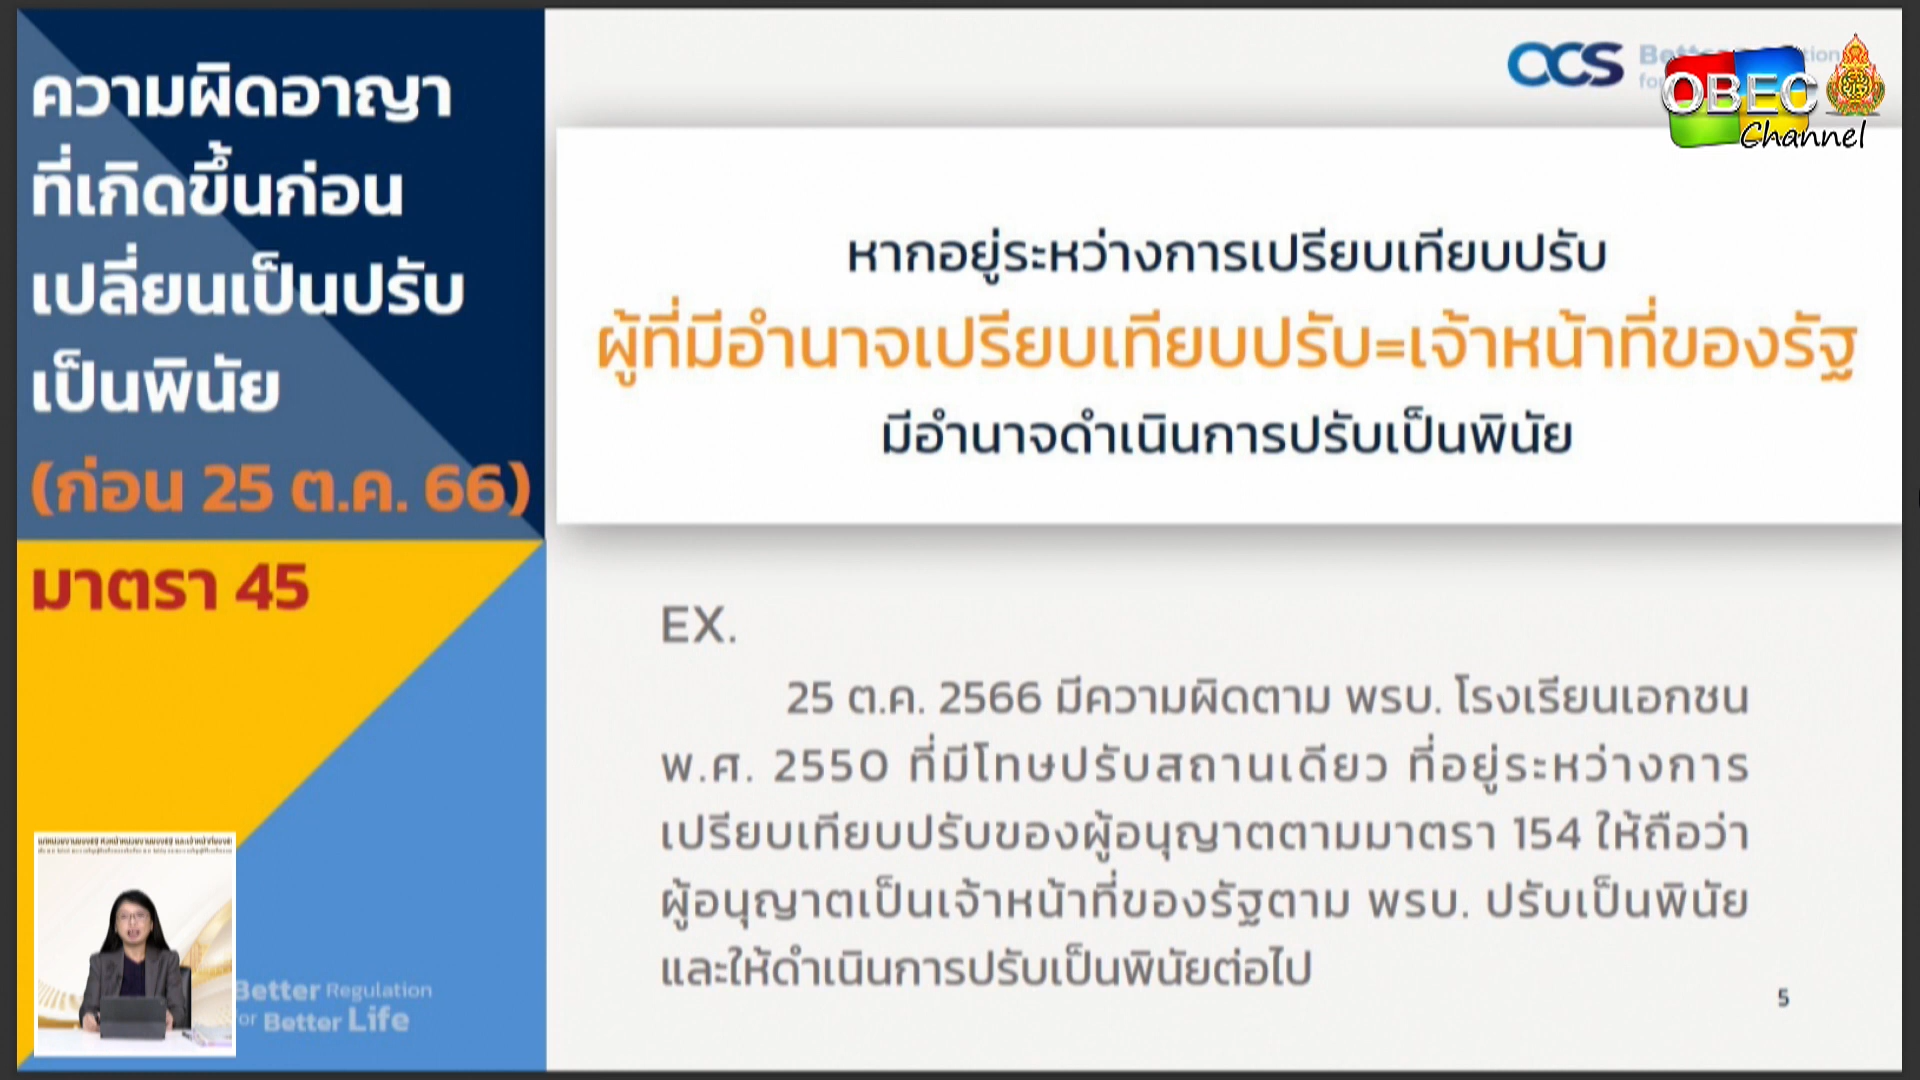 ความผิดอาญา
ที่เกิดขึ้นก่อน
เปลี่ยนเป็นปรับ
เป็นพินัย
(ก่อน 25 ต.ค. 66)
มาตรา 45
OCS
OBEC
Channel
หากอยู่ระหว่างการเปรียบเทียบปรับ
ผู้ที่มีอำนาจเปรียบเทียบปรับ=เจ้าหน้าที่ของรัฐ
มีอำนาจดำเนินการปรับเป็นพินัย
EX.
25 ต.ค. 2566 มีความผิดตาม พรบ. โรงเรียนเอกชน
พ.ศ. 2550 ที่มีโทษปรับสถานเดียว ที่อยู่ระหว่างการ
เปรียบเทียบปรับของผู้อนุญาตตามมาตรา 154 ให้ถือว่า
ผู้อนุญาตเป็นเจ้าหน้าที่ของรัฐตาม พรบ. ปรับเป็นพินัย
และให้ดำเนินการปรับเป็นพินัยต่อไป
Better Regulation
for Better Life
5